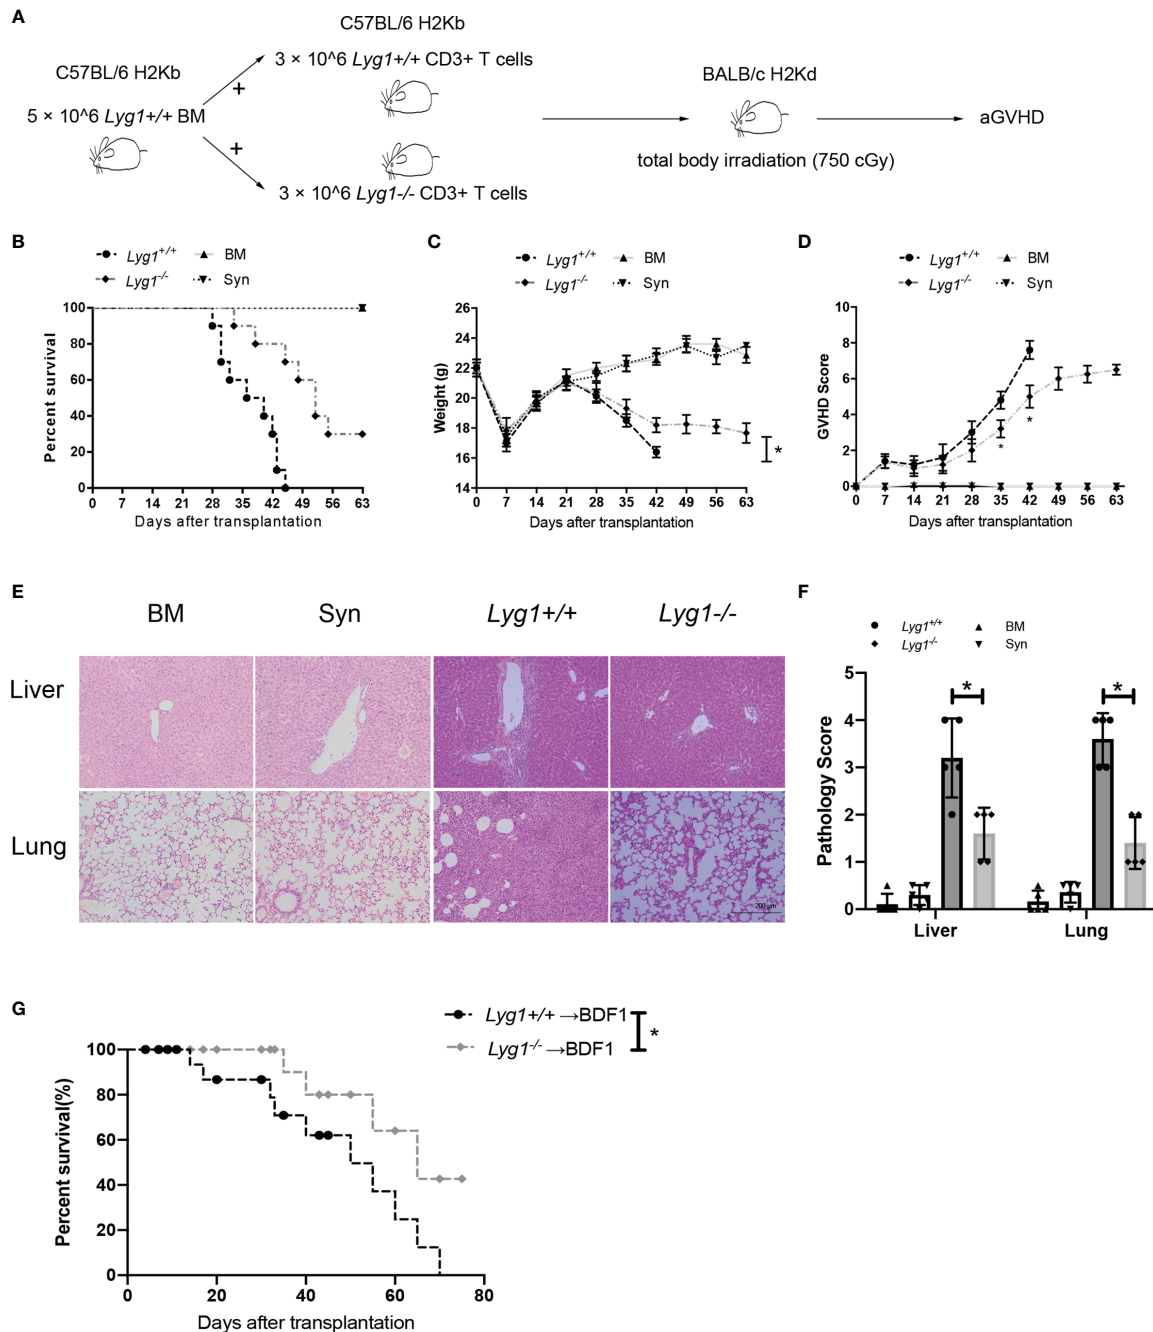 A
C57BL/6 H2Kb
C57BL/6 H2Kb
3 × 10^6 Lyg1+/+ CD3+ T cells
BALB/c H2Kd
5 × 10^6 Lyg1+/+ BM
+
+
aGVHD
total body irradiation (750 cGy)
3 × 10^6 Lyg1-/- CD3+ T cells
B
Lyg1+/+
BM
Lyg1-/-
Syn
Percent survival
100
80
60
40
20
0
0 7 14 21 28 35 42 49 56 63
Days after transplantation
C
Lyg1+/+
BM
Lyg1-/-
Syn
Weight (g)
26
24
22
20
18
16
14
*
0 7 14 21 28 35 42 49 56 63
Days after transplantation
D
Lyg1+/+
BM
Lyg1-/-
Syn
GVHD Score
10
8
6
4
2
0
*
*
0 7 14 21 28 35 42 49 56 63
Days after transplantation
E
BM Syn Lyg1+/+ Lyg1-/-
Liver
Lung
200 μm
F
Lyg1+/+
BM
Lyg1-/-
Syn
Pathology Score
5
4
3
2
1
0
*
*
Liver Lung
G
Lyg1+/+ →BDF1
Lyg1-/- →BDF1
*
Percent survival(%)
100
80
60
40
20
0
0 20 40 60 80
Days after transplantation